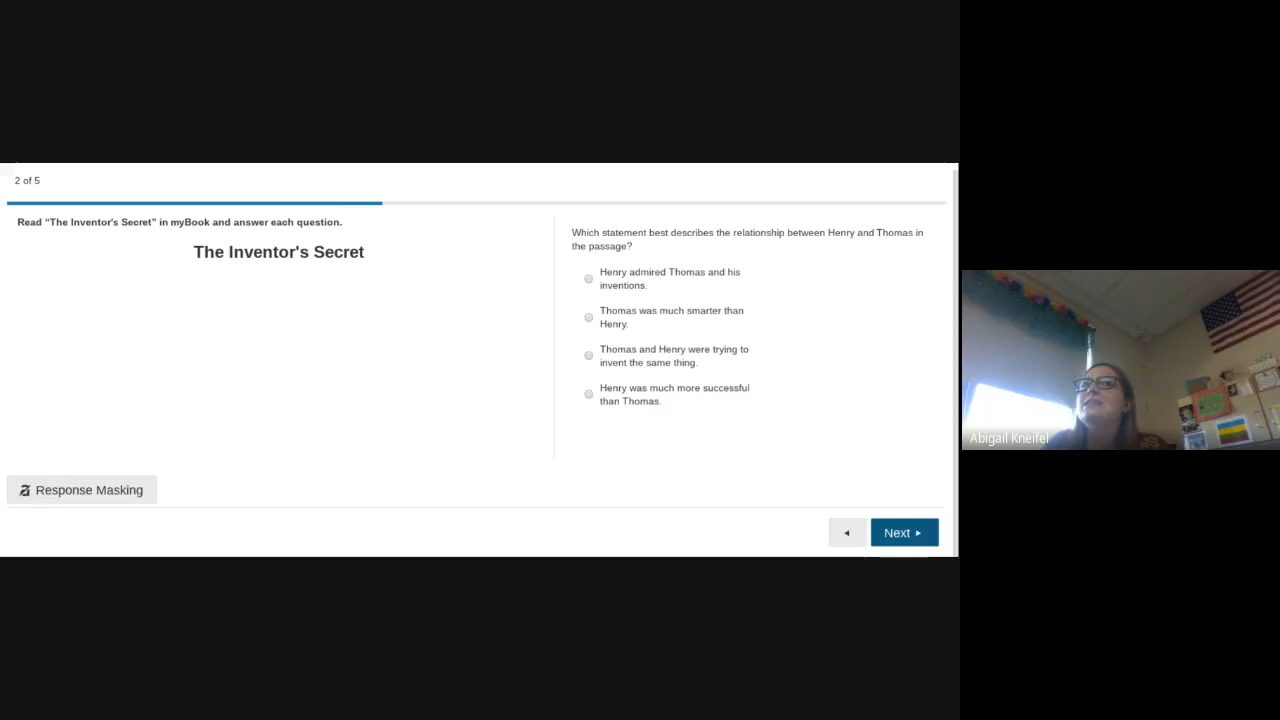 2 of 5
Read “The Inventor's Secret” in myBook and answer each question.
The Inventor's Secret
Which statement best describes the relationship between Henry and Thomas in
the passage?
Henry admired Thomas and his
inventions.
Thomas was much smarter than
Henry.
Thomas and Henry were trying to
invent the same thing.
Henry was much more successful
than Thomas.
Response Masking
Next
Abigail Kneifel